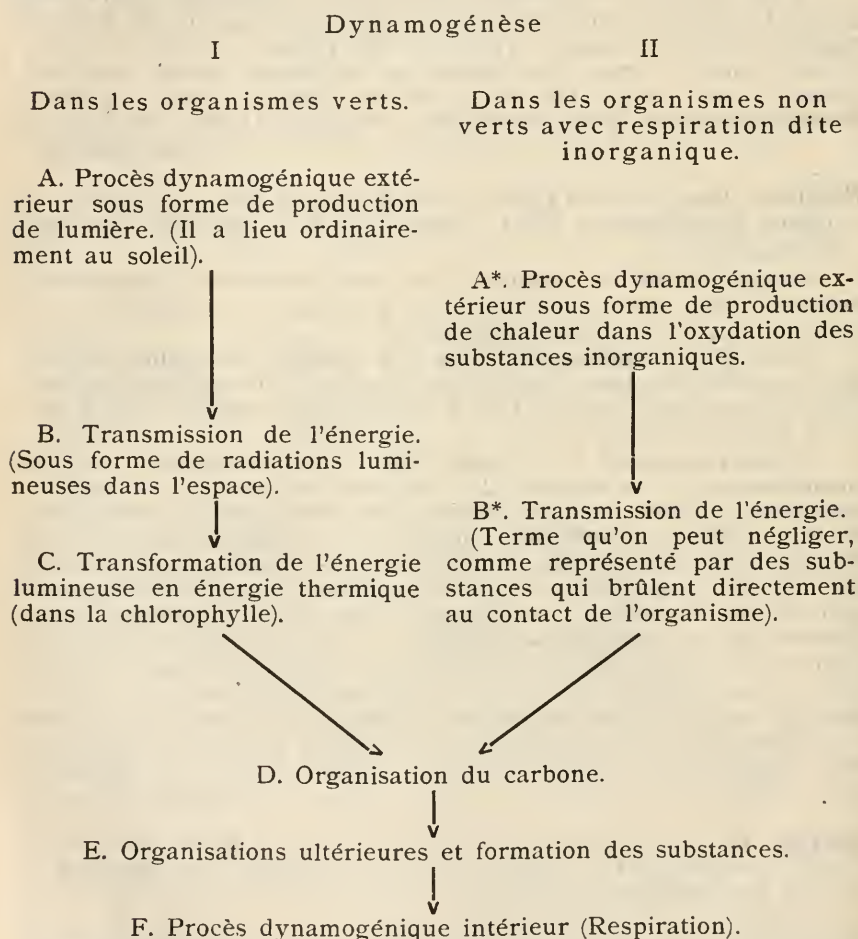 Dynamogénèse
I
Dans les organismes verts.
A. Procès dynamogénique exté-
rieur sous forme de production
de lumière. (Il a lieu ordinaire-
ment au soleil).
B. Transmission de l'énergie.
(Sous forme de radiations lumi-
neuses dans l'espace).
C. Transformation de l'énergie
lumineuse en énergie thermique
(dans la chlorophylle).
II
Dans les organismes non
verts avec respiration dite
inorganique.
A*. Procès dynamogénique ex-
térieur sous forme de production
de chaleur dans l'oxydation des
substances inorganiques.
B*. Transmission de l'énergie.
(Terme qu'on peut négliger,
comme représenté par des sub-
stances qui brûlent directement
au contact de l'organisme).
D. Organisation du carbone.
E. Organisations ultérieures et formation des substances.
F. Procès dynamogénique intérieur (Respiration).